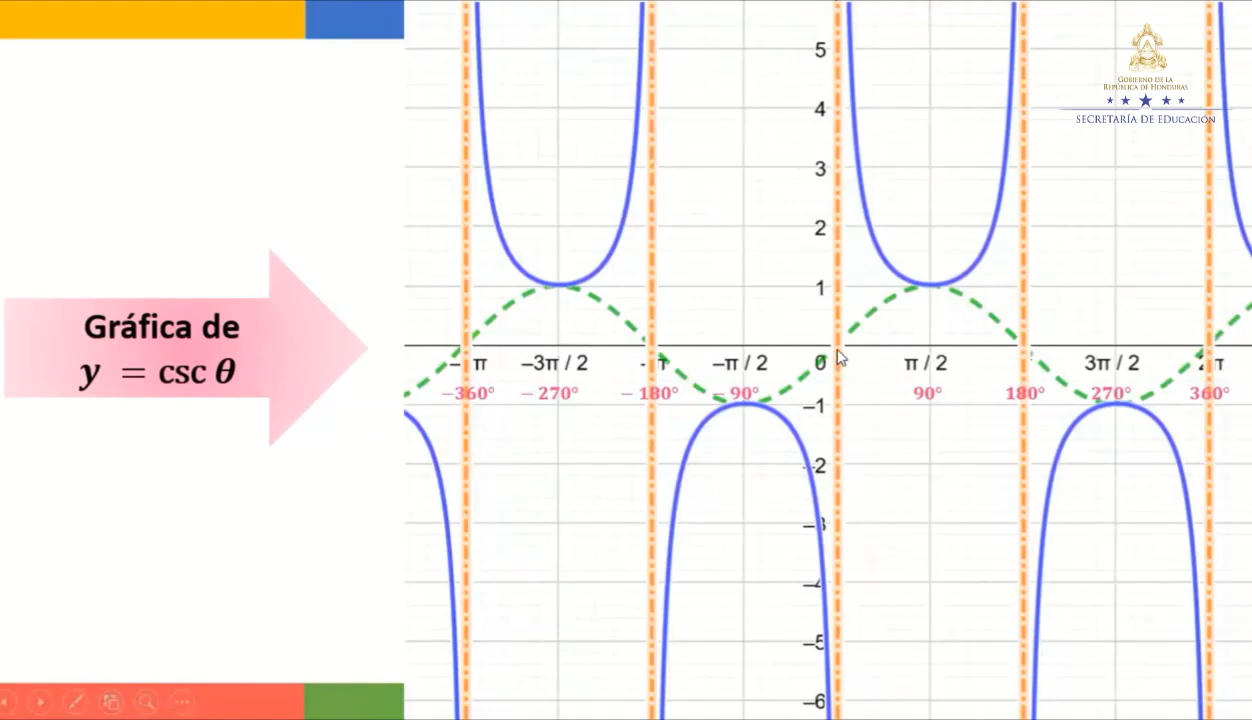 Gráfica de
y = csc θ
5
4
3
2
1
0
–1
–2
–5
–6
–3π / 2
–π / 2
π / 2
3π / 2
–360°
–270°
–180°
–90°
90°
180°
270°
360°
GOBIERNO DE LA
REPÚBLICA DE HONDURAS
SECRETARÍA DE EDUCACIÓN